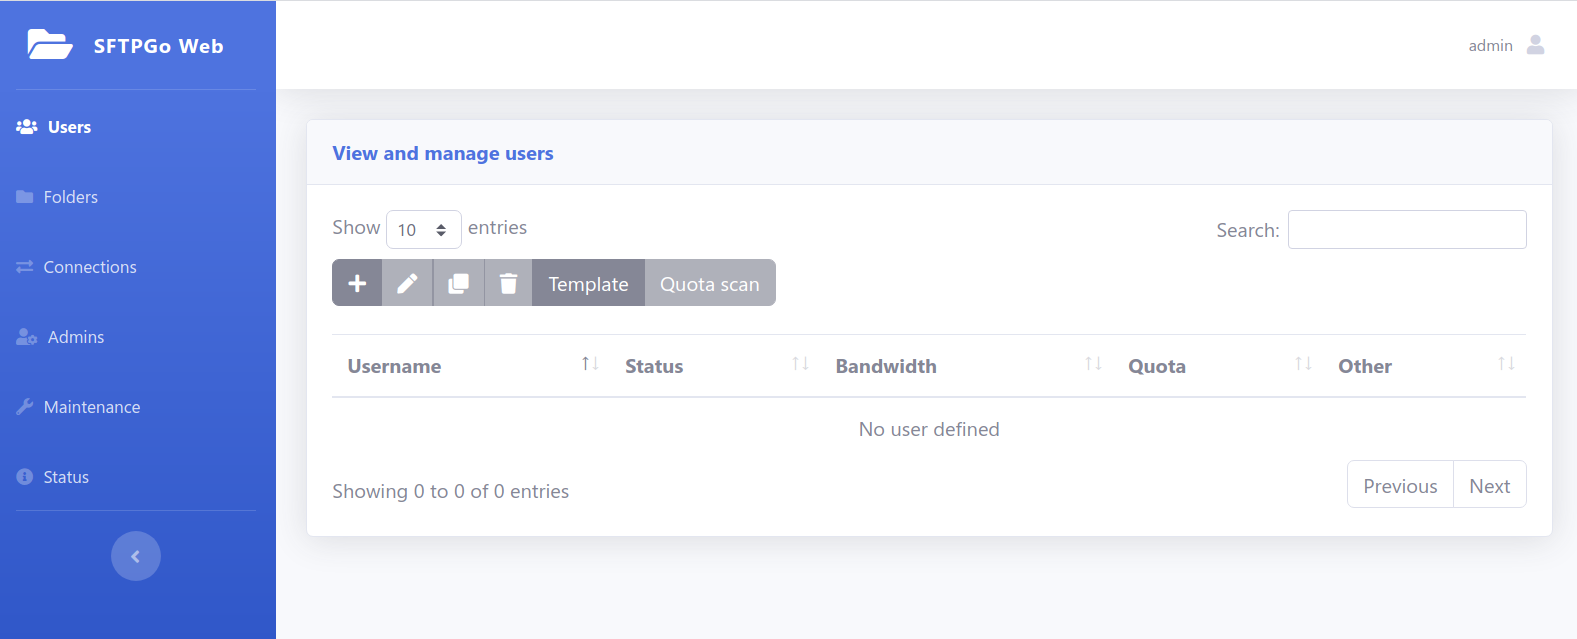 SFTPGo Web
admin
Users
Folders
Connections
Admins
Maintenance
Status
View and manage users
Show 10 entries
Search:
Template Quota scan
Username Status Bandwidth Quota Other
No user defined
Showing 0 to 0 of 0 entries
Previous Next